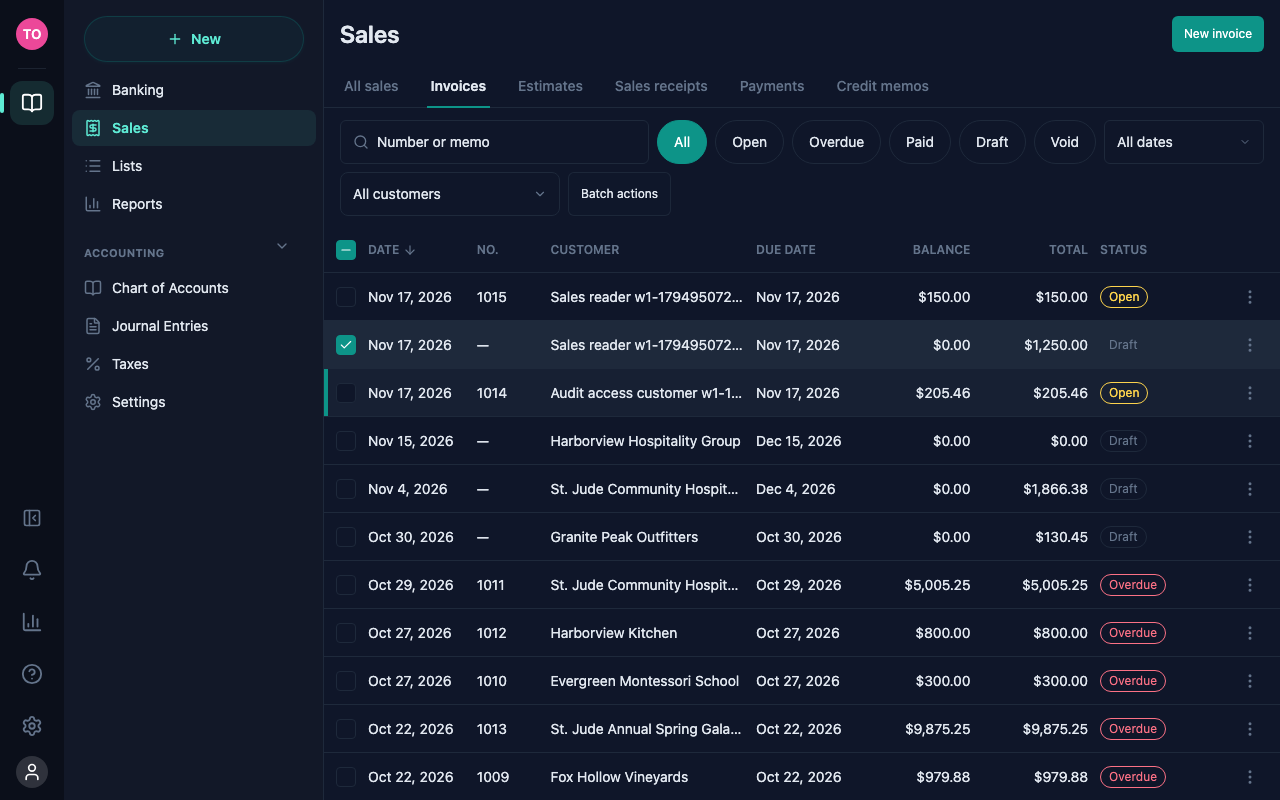 TO
New
Banking
Sales
Lists
Reports
ACCOUNTING
Chart of Accounts
Journal Entries
Taxes
Settings
Sales
New invoice
All sales Invoices Estimates Sales receipts Payments Credit memos
Number or memo All Open Overdue Paid Draft Void All dates
All customers Batch actions
DATE NO. CUSTOMER DUE DATE BALANCE TOTAL STATUS
Nov 17, 2026 1015 Sales reader w1-179495072... Nov 17, 2026 $150.00 $150.00 Open
Nov 17, 2026 — Sales reader w1-179495072... Nov 17, 2026 $0.00 $1,250.00 Draft
Nov 17, 2026 1014 Audit access customer w1-1... Nov 17, 2026 $205.46 $205.46 Open
Nov 15, 2026 — Harborview Hospitality Group Dec 15, 2026 $0.00 $0.00 Draft
Nov 4, 2026 — St. Jude Community Hospit... Dec 4, 2026 $0.00 $1,866.38 Draft
Oct 30, 2026 — Granite Peak Outfitters Oct 30, 2026 $0.00 $130.45 Draft
Oct 29, 2026 1011 St. Jude Community Hospit... Oct 29, 2026 $5,005.25 $5,005.25 Overdue
Oct 27, 2026 1012 Harborview Kitchen Oct 27, 2026 $800.00 $800.00 Overdue
Oct 27, 2026 1010 Evergreen Montessori School Oct 27, 2026 $300.00 $300.00 Overdue
Oct 22, 2026 1013 St. Jude Annual Spring Gala... Oct 22, 2026 $9,875.25 $9,875.25 Overdue
Oct 22, 2026 1009 Fox Hollow Vineyards Oct 22, 2026 $979.88 $979.88 Overdue